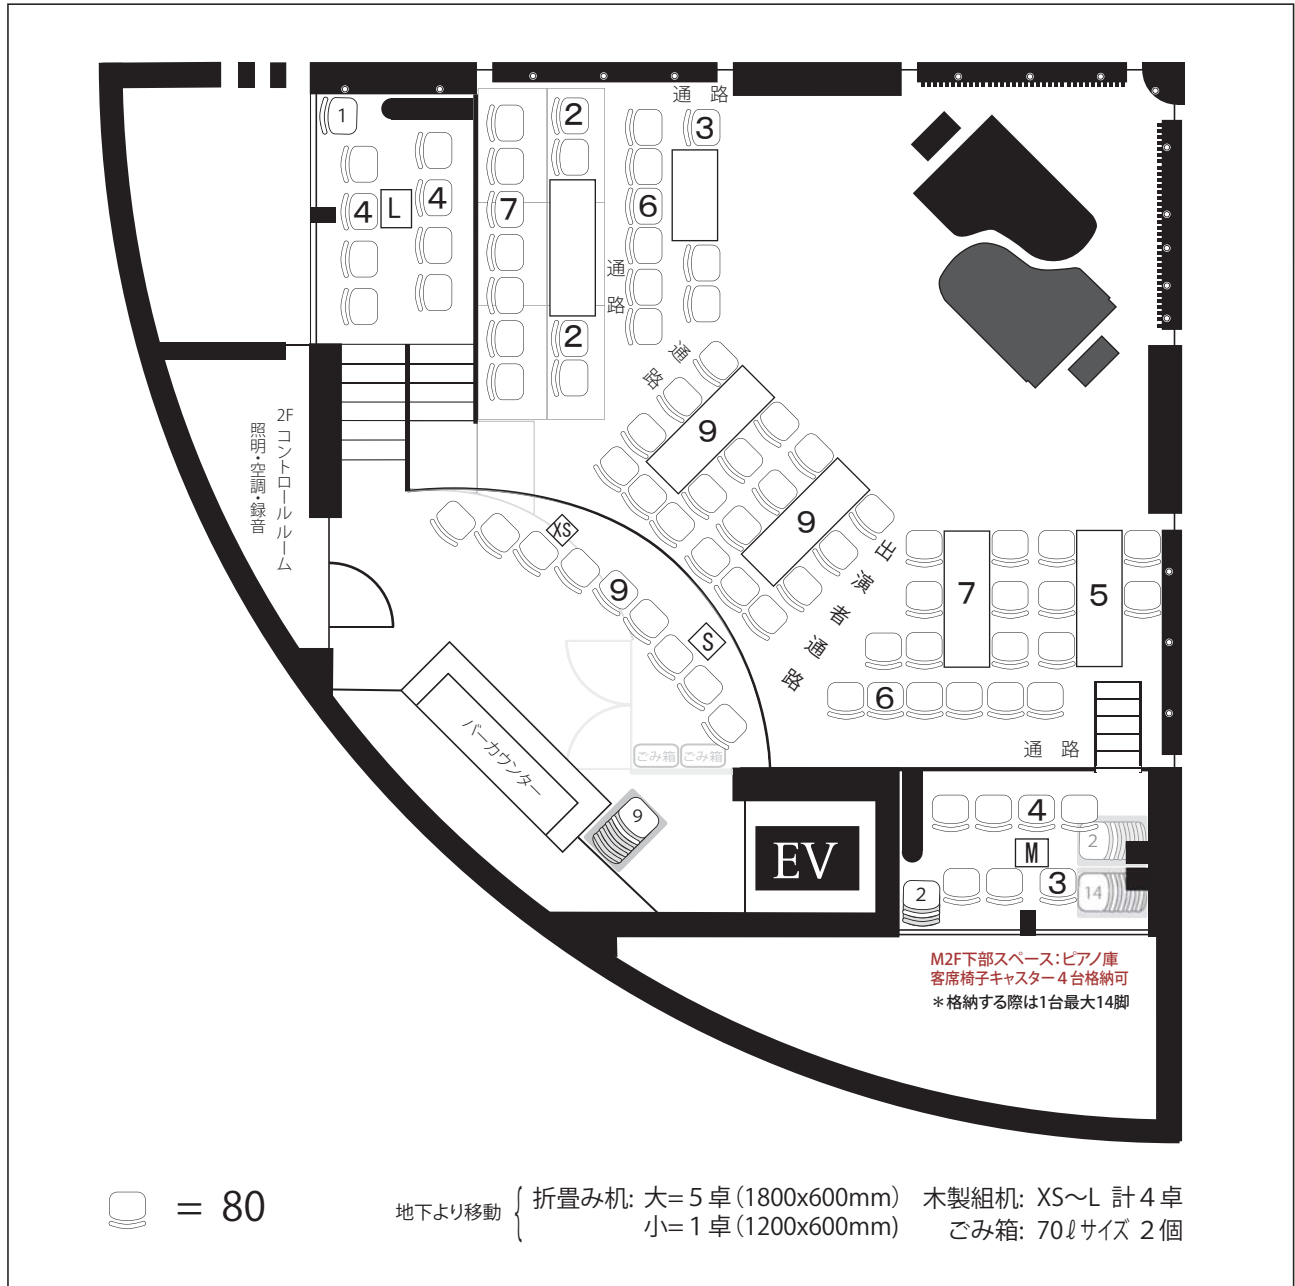 通 路
1
2
3
4
L
4
7
6
通
路
2
通
路
9
9
2F コントロールルーム
照明・空調・録音
XS
9
S
出演者通路
7
5
6
通 路
バーカウンター
ごみ箱 ごみ箱
9
EV
4
2
M
3
2
14
M2F下部スペース：ピアノ庫
客席椅子キャスター４台格納可
＊格納する際は1台最大14脚
= 80
地下より移動
折畳み机: 大=５卓(1800x600mm) 木製組机: XS〜L 計４卓
小=１卓(1200x600mm) ごみ箱: 70ℓサイズ ２個